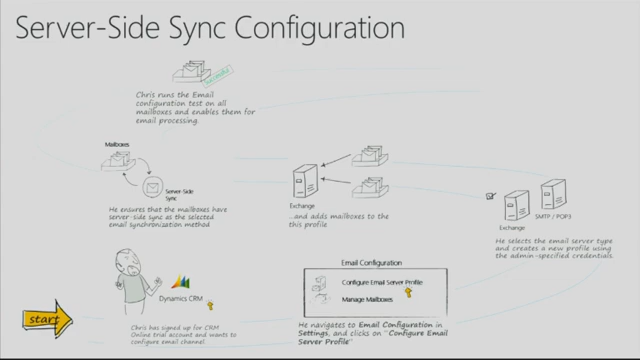 Server-Side Sync Configuration
Successful
Chris runs the Email
configuration test on all
mailboxes and enables them for
email processing
Mailboxes
Server-Side
Sync
He ensures that the mailboxes have
server-side sync as the selected
email synchronization method
Exchange
...and adds mailboxes to the
this profile
Exchange
SMTP / POP3
He selects the email server type
and creates a new profile using
the admin-specified credentials
start
Dynamics CRM
Chris has signed up for CRM
Online trial account and wants to
configure email channel
Email Configuration
Configure Email Server Profile
Manage Mailboxes
He navigates to Email Configuration in
Settings, and clicks on "Configure Email
Server Profile"